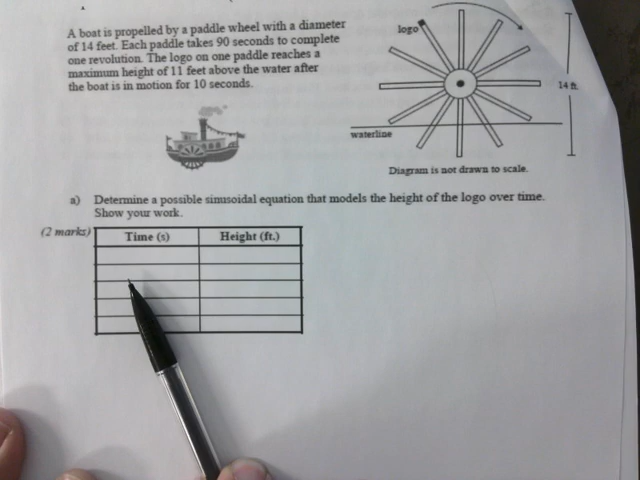 A boat is propelled by a paddle wheel with a diameter
of 14 feet. Each paddle takes 90 seconds to complete
one revolution. The logo on one paddle reaches a
maximum height of 11 feet above the water after
the boat is in motion for 10 seconds.
logo
14 ft.
waterline
Diagram is not drawn to scale.
a) Determine a possible sinusoidal equation that models the height of the logo over time.
Show your work.
(2 marks)
Time (s) Height (ft.)